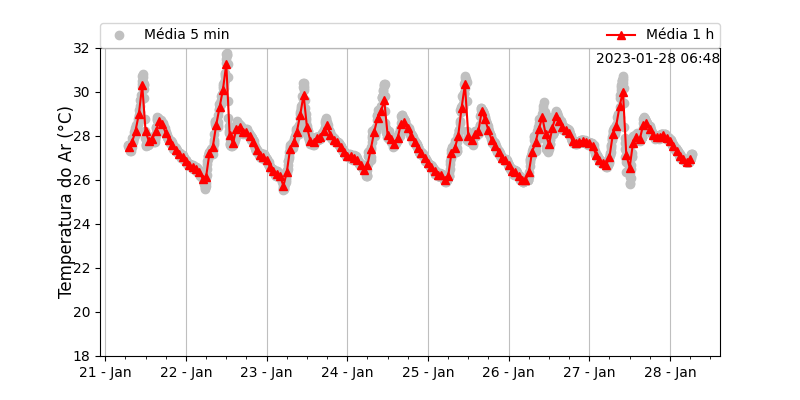 Média 5 min
Média 1 h
2023-01-28 06:48
Temperatura do Ar (°C)
32
30
28
26
24
22
20
18
21 - Jan
22 - Jan
23 - Jan
24 - Jan
25 - Jan
26 - Jan
27 - Jan
28 - Jan